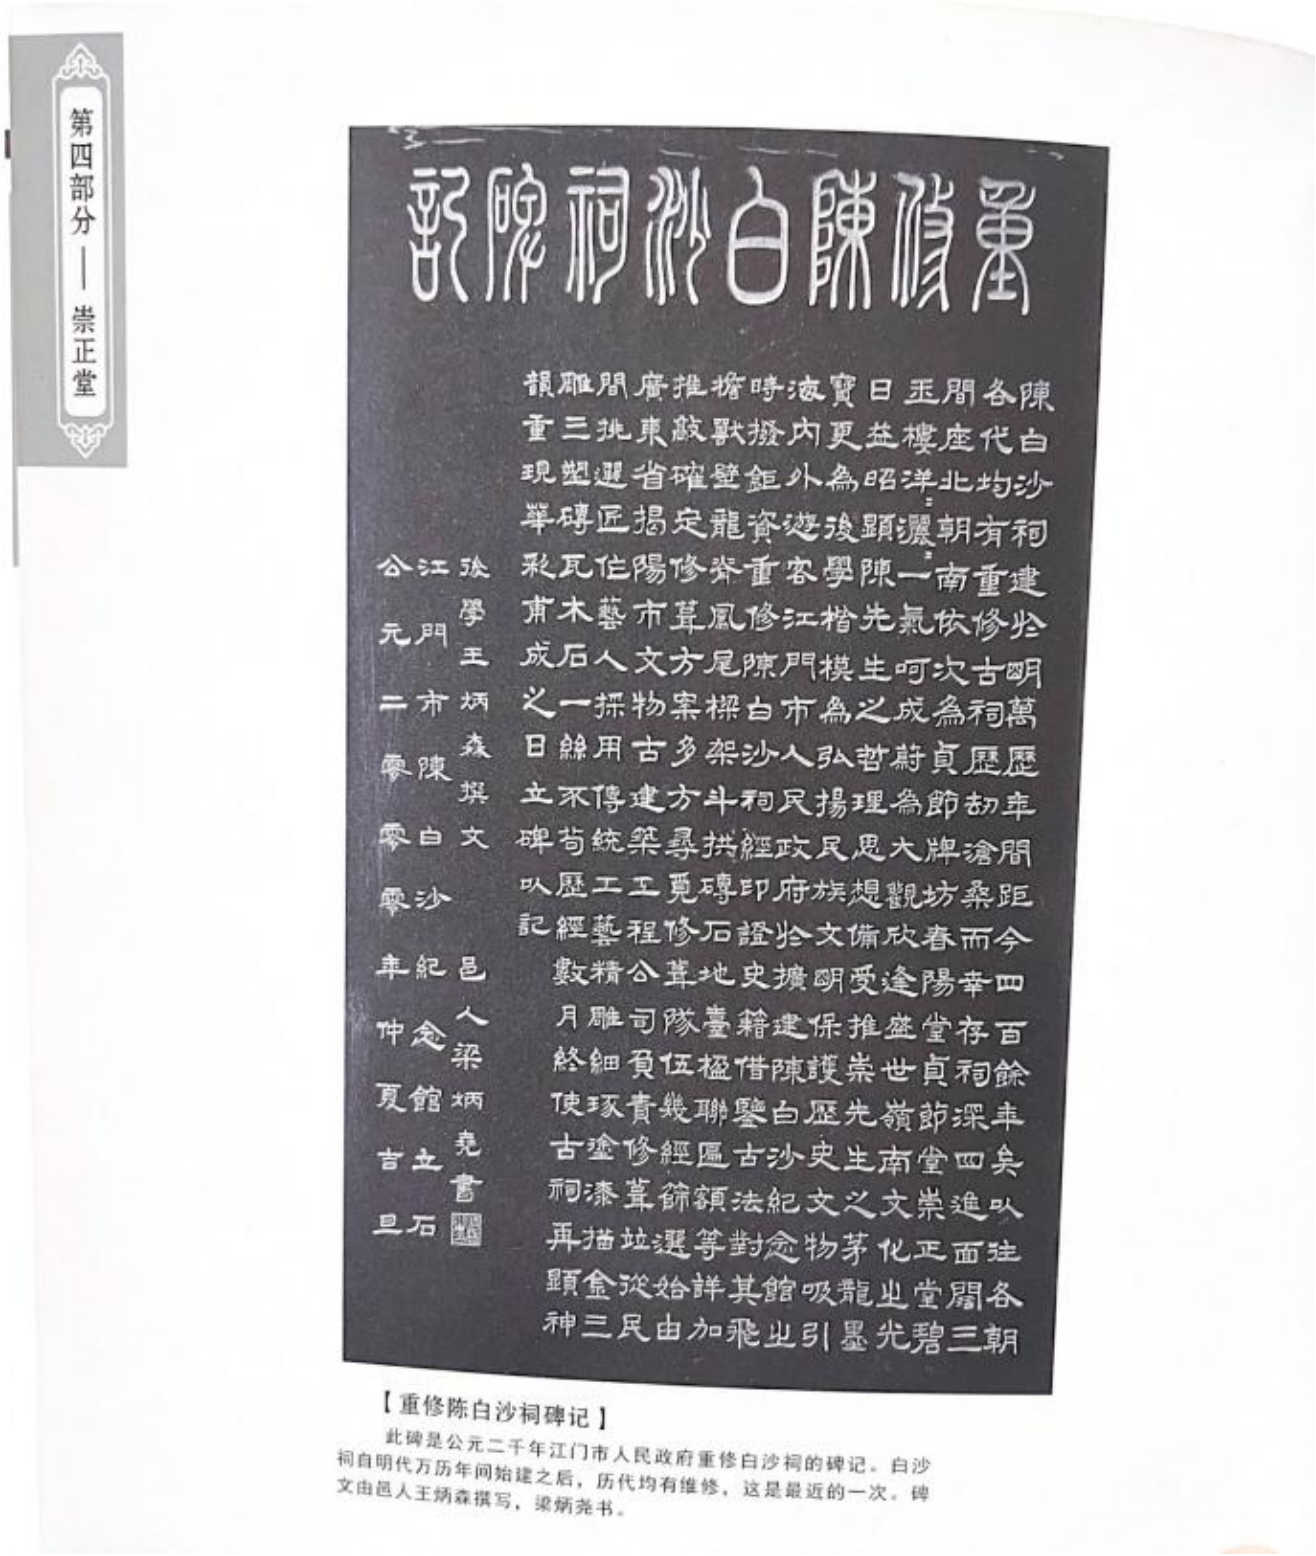 第四部分——崇正堂
重修陳白沙祠碑記
陳白沙祠建於明萬歷年間距今四百餘年矣以往各朝
各代均有重修古祠歷劫滄桑而幸存祠深四進面闊三
間座北朝南依次為貞節牌坊春陽堂貞節堂崇正堂碧
玉樓洋=灑=一氣呵成蔚為大觀欣逢盛世嶺南文化之光
日益昭顯陳先生之哲理思想備受推崇先生之茅龍墨
寶更為後學楷模為弘揚民族文明保護歷史文物吸引
海內外遊客江門市人民政府於擴建陳白沙紀念館之
時撥鉅資重修陳白沙祠經印證史籍借鑒古法對其飛
檐獸壁龍脊鳳尾樑架斗拱磚石地臺楹聯匾額等詳加
推敲確定修葺方案多方尋覓修葺隊伍幾經篩選始由
廣東省揭陽市文物古建築工程公司負責修葺竝從民
間挑選匠作藝人採用傳統工藝精雕細琢塗漆描金三
雕三塑磚瓦木石一絲不苟歷經數月終使古祠再顯神
韻重現華彩甫成之日立碑以記
後學王炳森撰文 邑人梁炳堯書
江門市陳白沙紀念館立石
公元二零零零年仲夏吉旦
【重修陈白沙祠碑记】
此碑是公元二千年江门市人民政府重修白沙祠的碑记。白沙
祠自明代万历年间始建之后，历代均有维修，这是最近的一次。碑
文由邑人王炳森撰写，梁炳尧书。